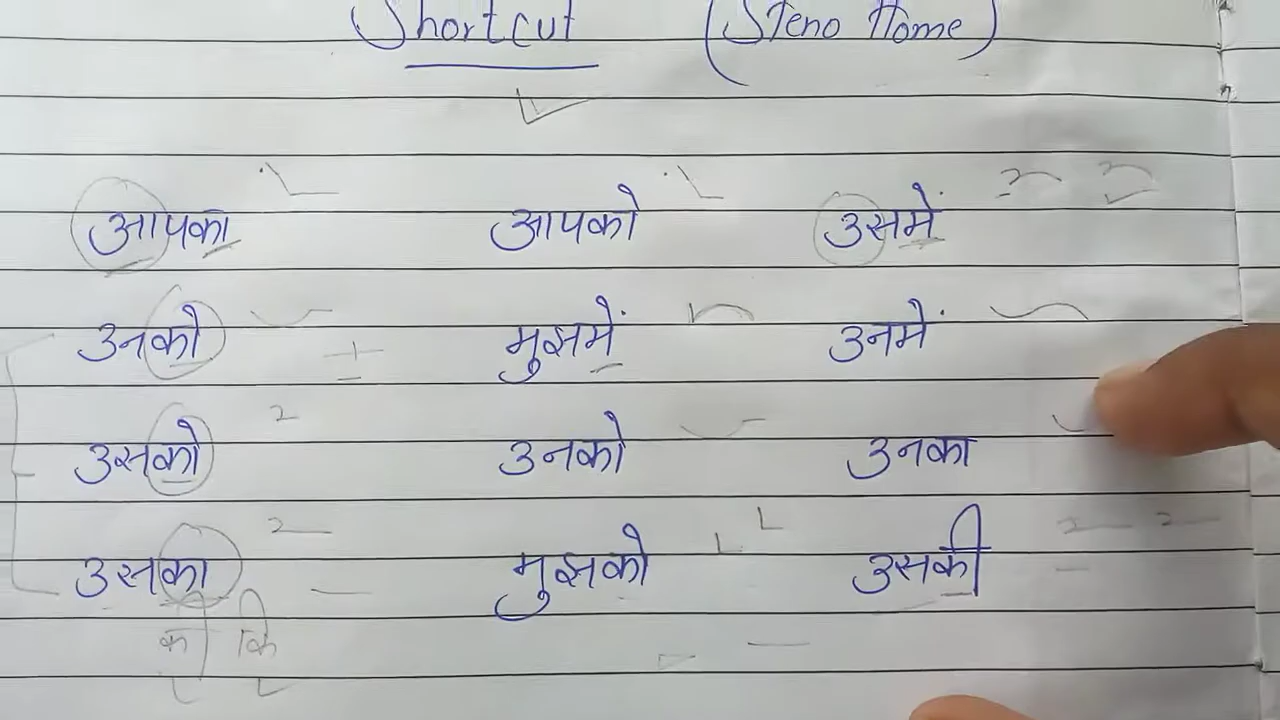 Shortcut (Steno Home)
आपका आपको उसमें
उनको मुझमें उनमें
उसको उनको उनका
उसका मुझको उसकी
का कि